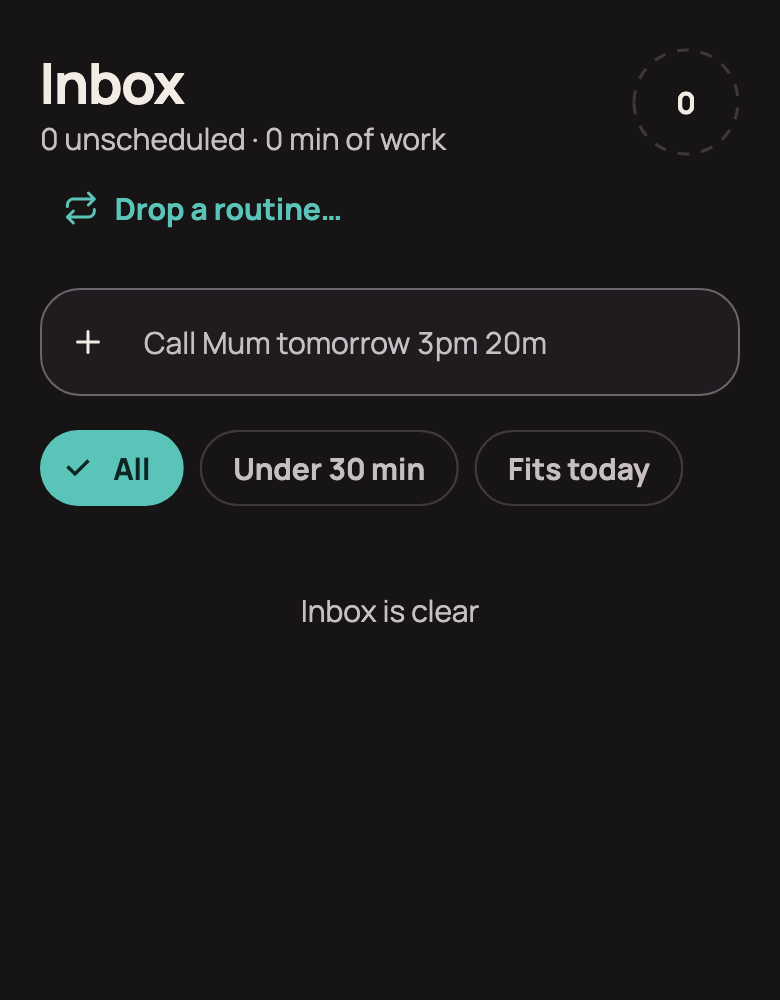 Inbox
0
0 unscheduled · 0 min of work
Drop a routine…
Call Mum tomorrow 3pm 20m
All
Under 30 min
Fits today
Inbox is clear